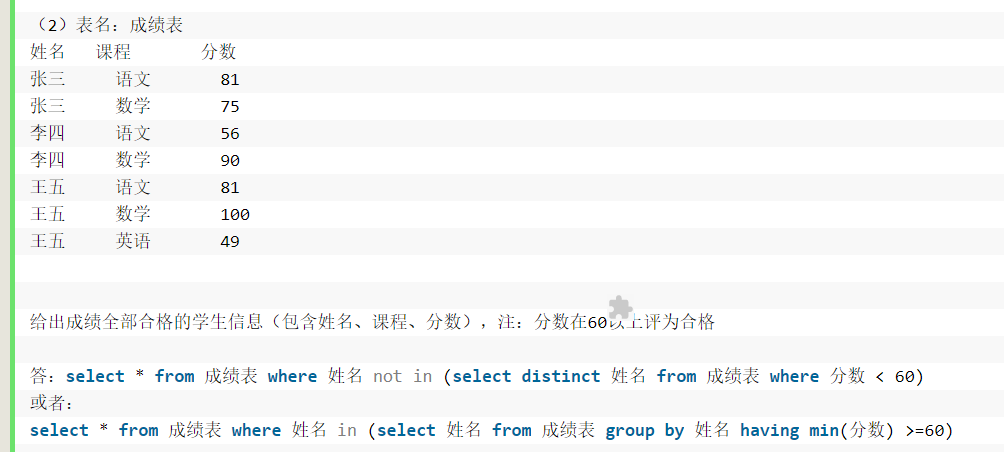 （2）表名：成绩表
姓名 课程 分数
张三 语文 81
张三 数学 75
李四 语文 56
李四 数学 90
王五 语文 81
王五 数学 100
王五 英语 49
给出成绩全部合格的学生信息（包含姓名、课程、分数），注：分数在60以上评为合格
答：select * from 成绩表 where 姓名 not in (select distinct 姓名 from 成绩表 where 分数 < 60)
或者：
select * from 成绩表 where 姓名 in (select 姓名 from 成绩表 group by 姓名 having min(分数) >=60)